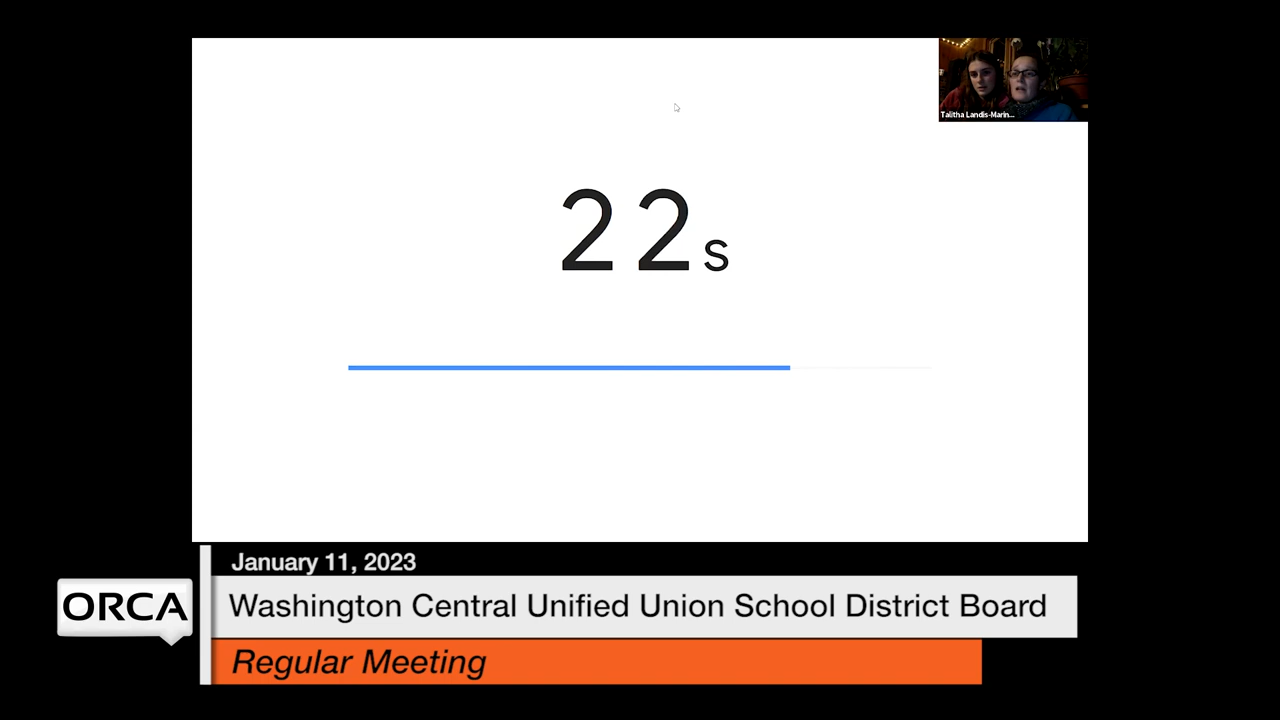 Talitha Landis-Marin...
22s
January 11, 2023
ORCA
Washington Central Unified Union School District Board
Regular Meeting